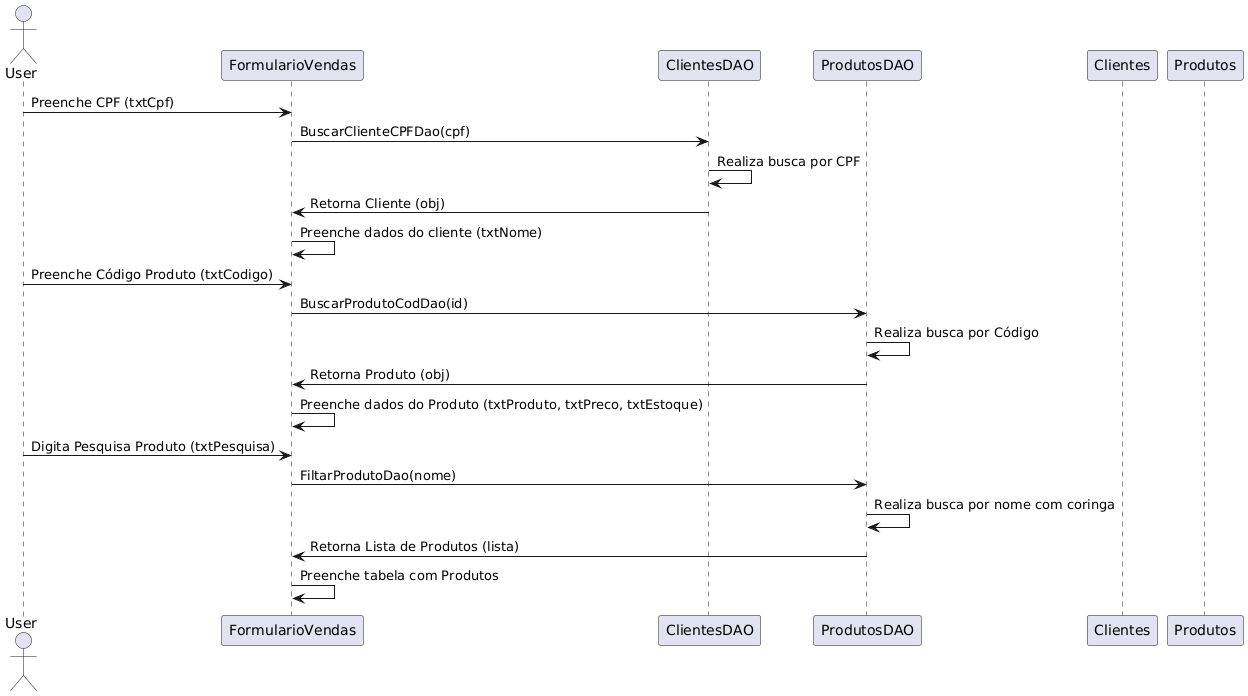 User
FormularioVendas
ClientesDAO
ProdutosDAO
Clientes
Produtos
Preenche CPF (txtCpf)
BuscarClienteCPFDao(cpf)
Realiza busca por CPF
Retorna Cliente (obj)
Preenche dados do cliente (txtNome)
Preenche Código Produto (txtCodigo)
BuscarProdutoCodDao(id)
Realiza busca por Código
Retorna Produto (obj)
Preenche dados do Produto (txtProduto, txtPreco, txtEstoque)
Digita Pesquisa Produto (txtPesquisa)
FiltarProdutoDao(nome)
Realiza busca por nome com coringa
Retorna Lista de Produtos (lista)
Preenche tabela com Produtos
User
FormularioVendas
ClientesDAO
ProdutosDAO
Clientes
Produtos